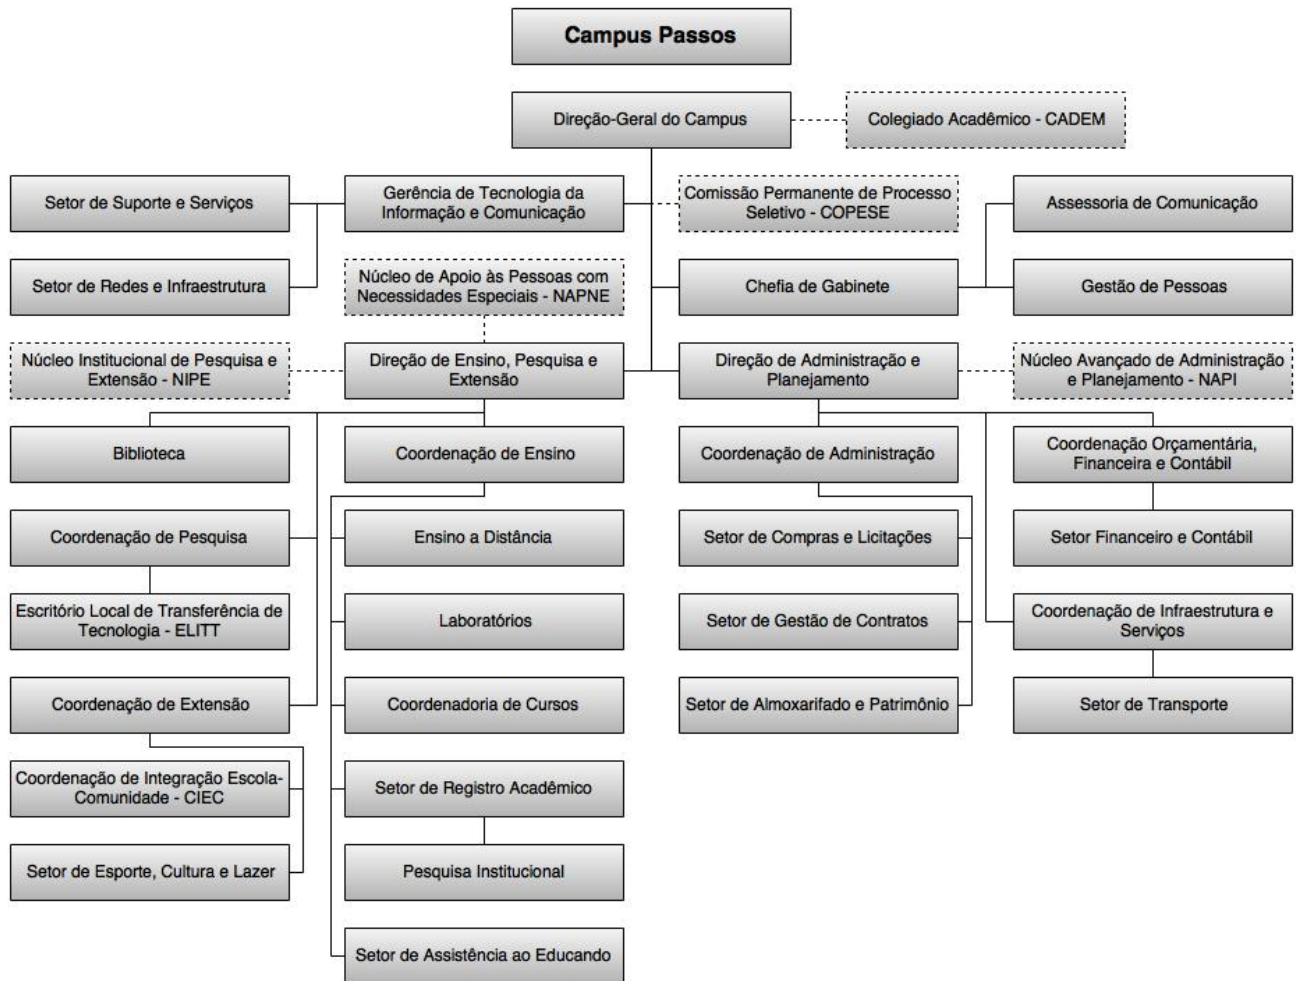 Campus Passos
Direção-Geral do Campus
Colegiado Acadêmico - CADEM
Setor de Suporte e Serviços
Gerência de Tecnologia da
Informação e Comunicação
Comissão Permanente de Processo
Seletivo - COPESE
Assessoria de Comunicação
Setor de Redes e Infraestrutura
Núcleo de Apoio às Pessoas com
Necessidades Especiais - NAPNE
Chefia de Gabinete
Gestão de Pessoas
Núcleo Institucional de Pesquisa e
Extensão - NIPE
Direção de Ensino, Pesquisa e
Extensão
Direção de Administração e
Planejamento
Núcleo Avançado de Administração
e Planejamento - NAPI
Biblioteca
Coordenação de Ensino
Coordenação de Administração
Coordenação Orçamentária,
Financeira e Contábil
Coordenação de Pesquisa
Ensino a Distância
Setor de Compras e Licitações
Setor Financeiro e Contábil
Escritório Local de Transferência de
Tecnologia - ELITT
Laboratórios
Setor de Gestão de Contratos
Coordenação de Infraestrutura e
Serviços
Coordenação de Extensão
Coordenadoria de Cursos
Setor de Almoxarifado e Patrimônio
Setor de Transporte
Coordenação de Integração Escola-
Comunidade - CIEC
Setor de Registro Acadêmico
Setor de Esporte, Cultura e Lazer
Pesquisa Institucional
Setor de Assistência ao Educando